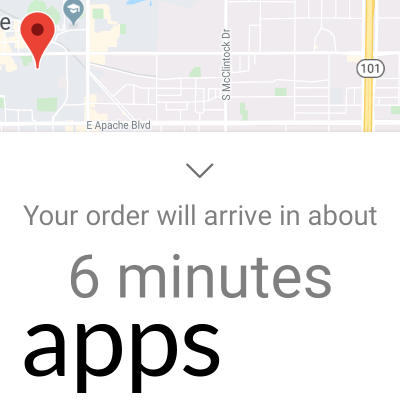 e
S McClintock Dr
101
E Apache Blvd
Your order will arrive in about
6 minutes
apps